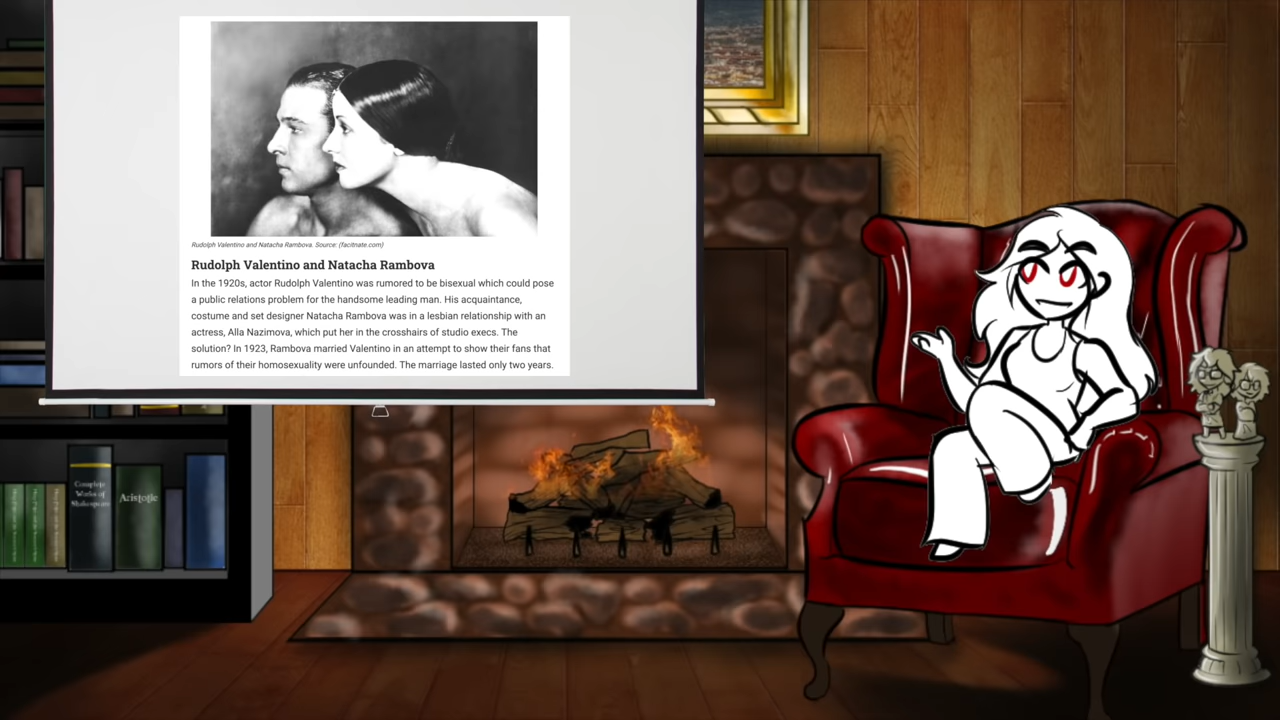 Rudolph Valentino and Natacha Rambova. Source: (facitnate.com)
Rudolph Valentino and Natacha Rambova
In the 1920s, actor Rudolph Valentino was rumored to be bisexual which could pose
a public relations problem for the handsome leading man. His acquaintance,
costume and set designer Natacha Rambova was in a lesbian relationship with an
actress, Alla Nazimova, which put her in the crosshairs of studio execs. The
solution? In 1923, Rambova married Valentino in an attempt to show their fans that
rumors of their homosexuality were unfounded. The marriage lasted only two years.
Complete
Works of
Shakespeare
Aristotle